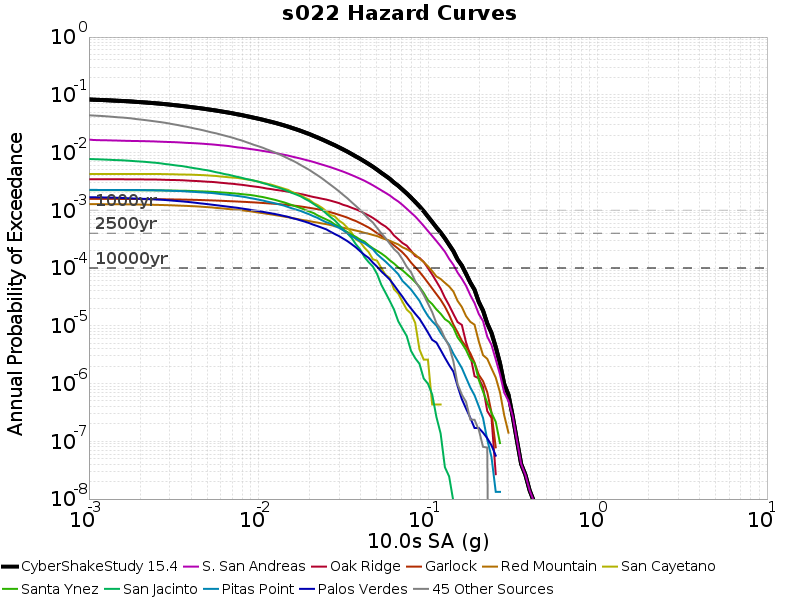 s022 Hazard Curves
Annual Probability of Exceedance
10^0
10^-1
10^-2
10^-3
10^-4
10^-5
10^-6
10^-7
10^-8
1000yr
2500yr
10000yr
10^-3 10^-2 10^-1 10^0 10^1
10.0s SA (g)
CyberShakeStudy 15.4 S. San Andreas Oak Ridge Garlock Red Mountain San Cayetano
Santa Ynez San Jacinto Pitas Point Palos Verdes 45 Other Sources